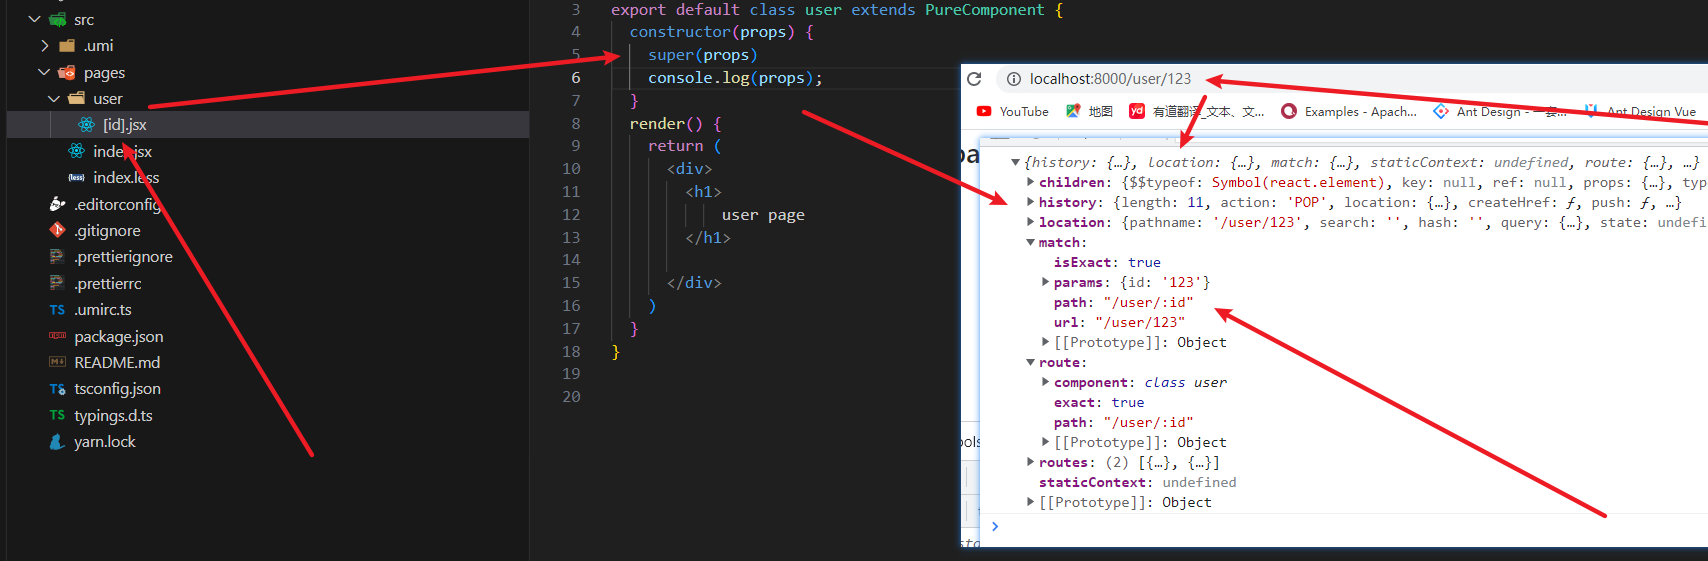 src
.umi
pages
user
[id].jsx
index.jsx
index.less
.editorconfig
.gitignore
.prettierignore
.prettierrc
TS .umirc.ts
package.json
README.md
TS tsconfig.json
TS typings.d.ts
yarn.lock
3 export default class user extends PureComponent {
4 constructor(props) {
5 super(props)
6 console.log(props);
7 }
8 render() {
9 return (
10 <div>
11 <h1>
12 user page
13 </h1>
14
15 </div>
16 )
17 }
18 }
19
20
localhost:8000/user/123
YouTube 地图 yd 有道翻译_文本、文... Examples - Apach... Ant Design - 一套... Ant Design Vue
{history: {…}, location: {…}, match: {…}, staticContext: undefined, route: {…}, …}
children: {$$typeof: Symbol(react.element), key: null, ref: null, props: {…}, typ
history: {length: 11, action: 'POP', location: {…}, createHref: ƒ, push: ƒ, …}
location: {pathname: '/user/123', search: '', hash: '', query: {…}, state: undefi
match:
isExact: true
params: {id: '123'}
path: "/user/:id"
url: "/user/123"
[[Prototype]]: Object
route:
component: class user
exact: true
path: "/user/:id"
[[Prototype]]: Object
routes: (2) [{…}, {…}]
staticContext: undefined
[[Prototype]]: Object